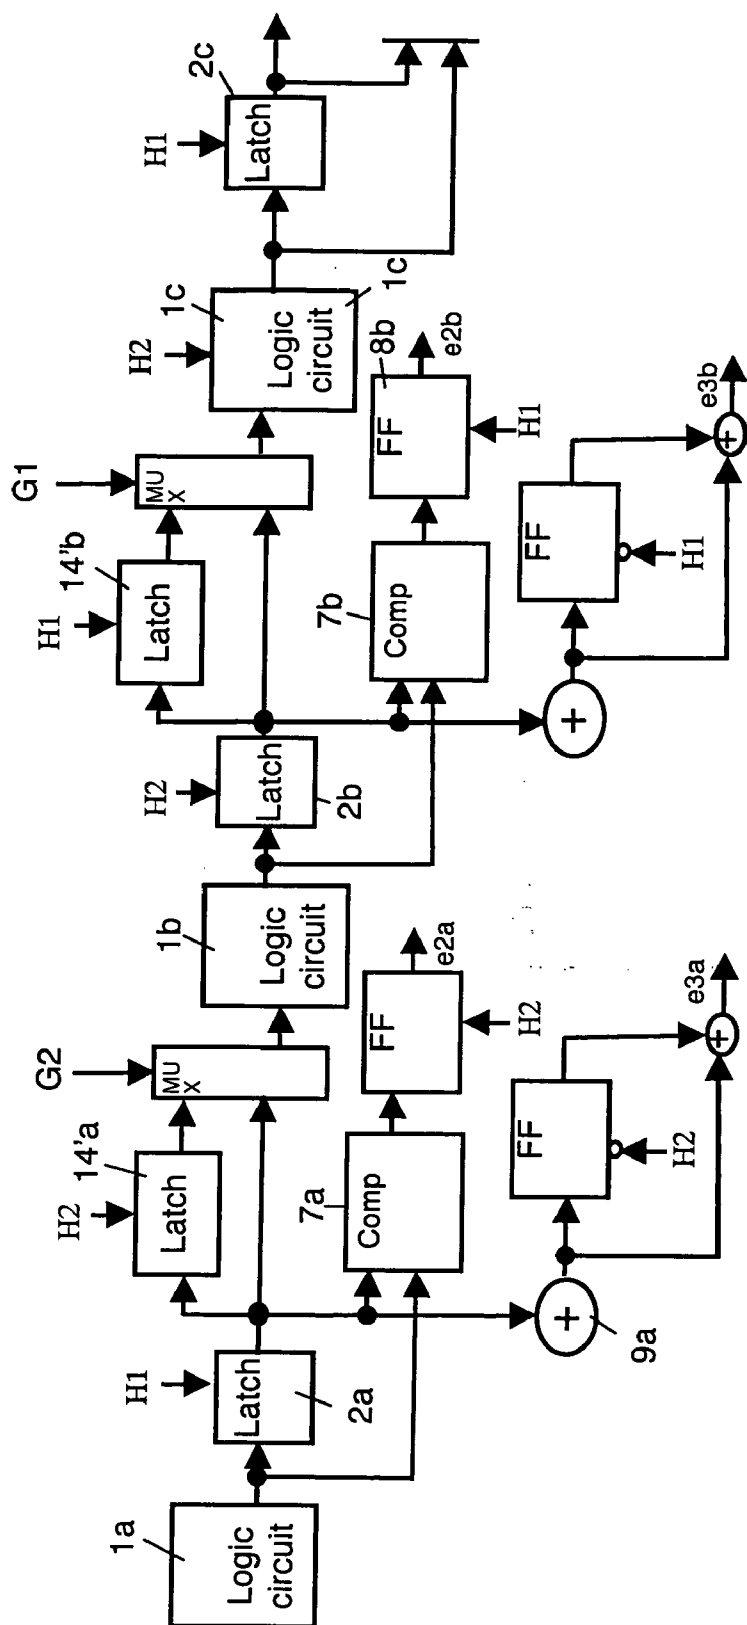 1a
Logic
circuit
H1
Latch
2a
H2
14'a
Latch
G2
MU
X
7a
Comp
FF
H2
e2a
9a
+
FF
H2
+
e3a
1b
Logic
circuit
H2
Latch
2b
H1
14'b
Latch
G1
MU
X
7b
Comp
8b
FF
H1
e2b
+
FF
H1
+
e3b
H2
1c
Logic
circuit
1c
H1
2c
Latch